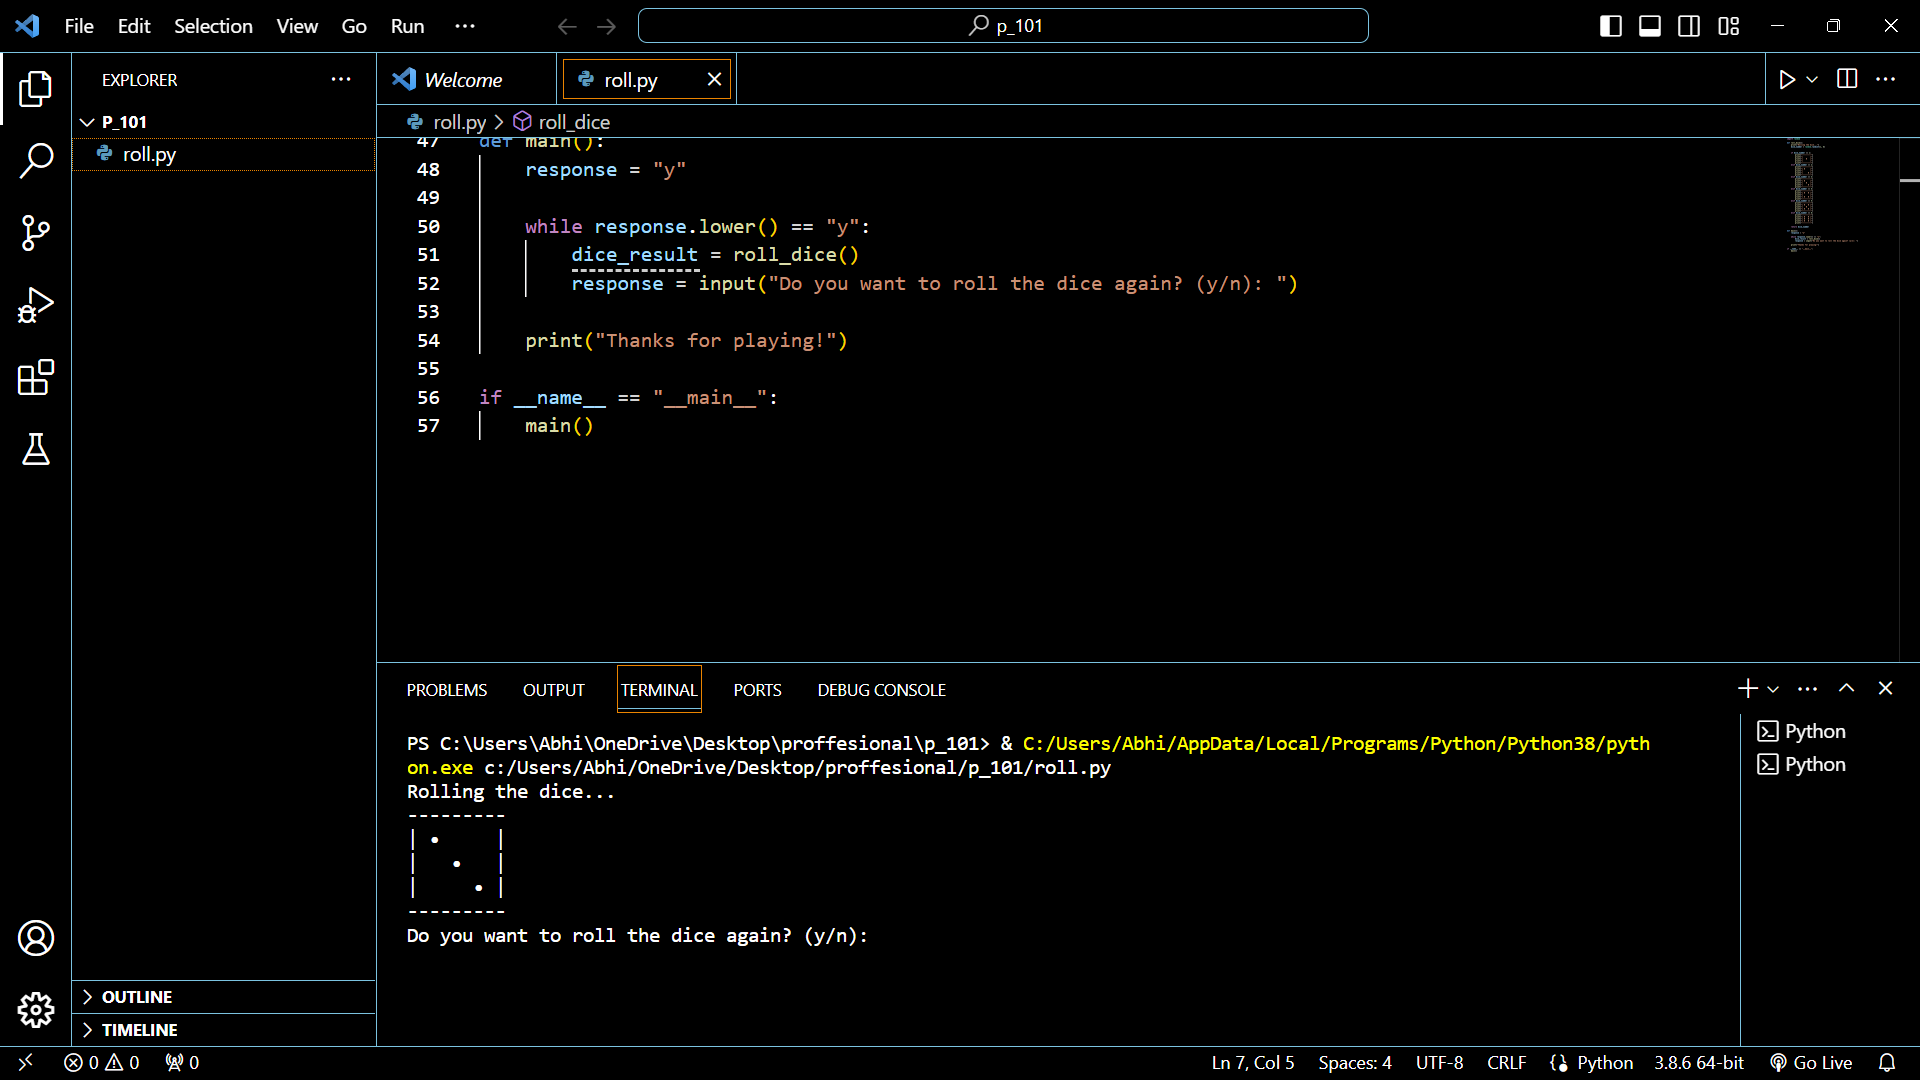 File Edit Selection View Go Run ···
p_101
EXPLORER
P_101
roll.py
Welcome
roll.py
roll.py > roll_dice
47 def main():
48 response = "y"
49
50 while response.lower() == "y":
51 dice_result = roll_dice()
52 response = input("Do you want to roll the dice again? (y/n): ")
53
54 print("Thanks for playing!")
55
56 if __name__ == "__main__":
57 main()
PROBLEMS OUTPUT TERMINAL PORTS DEBUG CONSOLE
PS C:\Users\Abhi\OneDrive\Desktop\proffesional\p_101> & C:/Users/Abhi/AppData/Local/Programs/Python/Python38/pyth
on.exe c:/Users/Abhi/OneDrive/Desktop/proffesional/p_101/roll.py
Rolling the dice...
---------
| •     |
|   •   |
|     • |
---------
Do you want to roll the dice again? (y/n):
Python
Python
OUTLINE
TIMELINE
0 0 0
Ln 7, Col 5 Spaces: 4 UTF-8 CRLF Python 3.8.6 64-bit Go Live